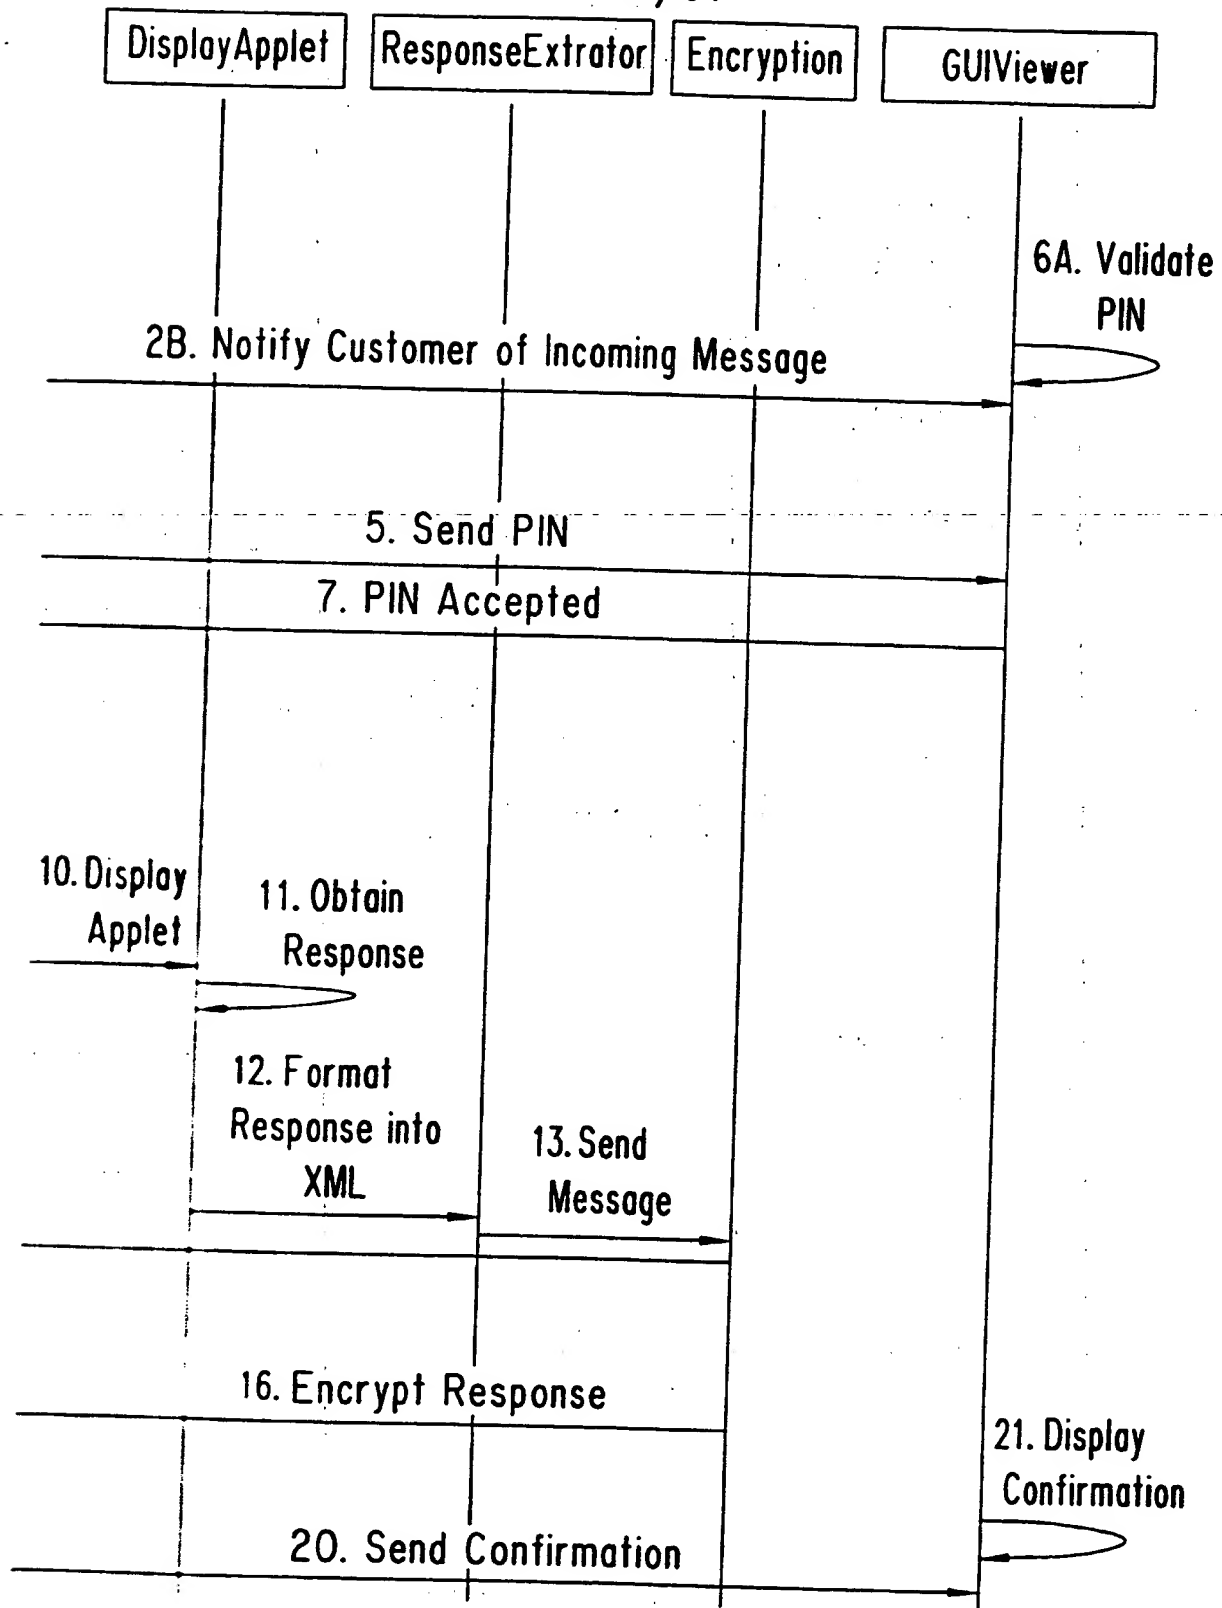 DisplayApplet
ResponseExtrator
Encryption
GUIViewer
6A. Validate
PIN
2B. Notify Customer of Incoming Message
5. Send PIN
7. PIN Accepted
10. Display
Applet
11. Obtain
Response
12. Format
Response into
XML
13. Send
Message
16. Encrypt Response
21. Display
Confirmation
20. Send Confirmation